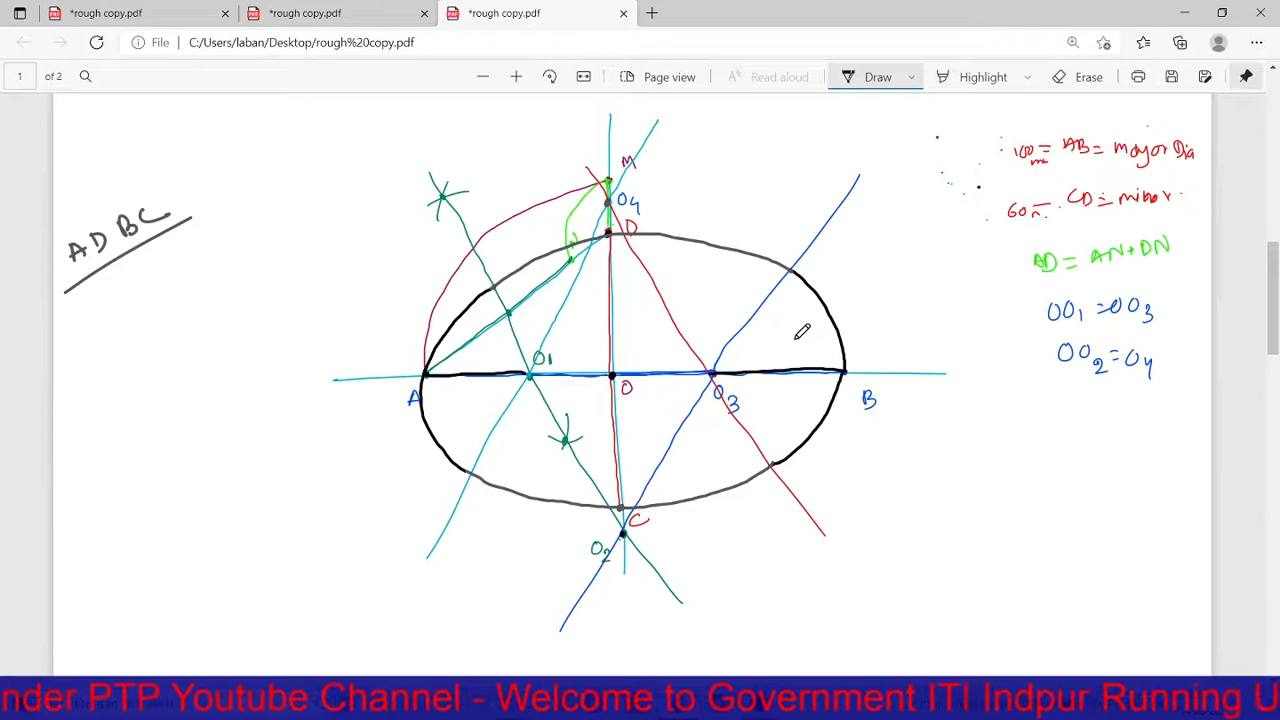 *rough copy.pdf
*rough copy.pdf
*rough copy.pdf
File C:/Users/laban/Desktop/rough%20copy.pdf
1 of 2
Page view
Read aloud
Draw
Highlight
Erase
ADBC
M
O4
D
N
O1
O
O3
A
B
C
O2
100 = AB = major Dia
60 = CD = minor
AD = AN + DN
OO1 = OO3
OO2 = O4
nder PTP Youtube Channel - Welcome to Government ITI Indpur Running U